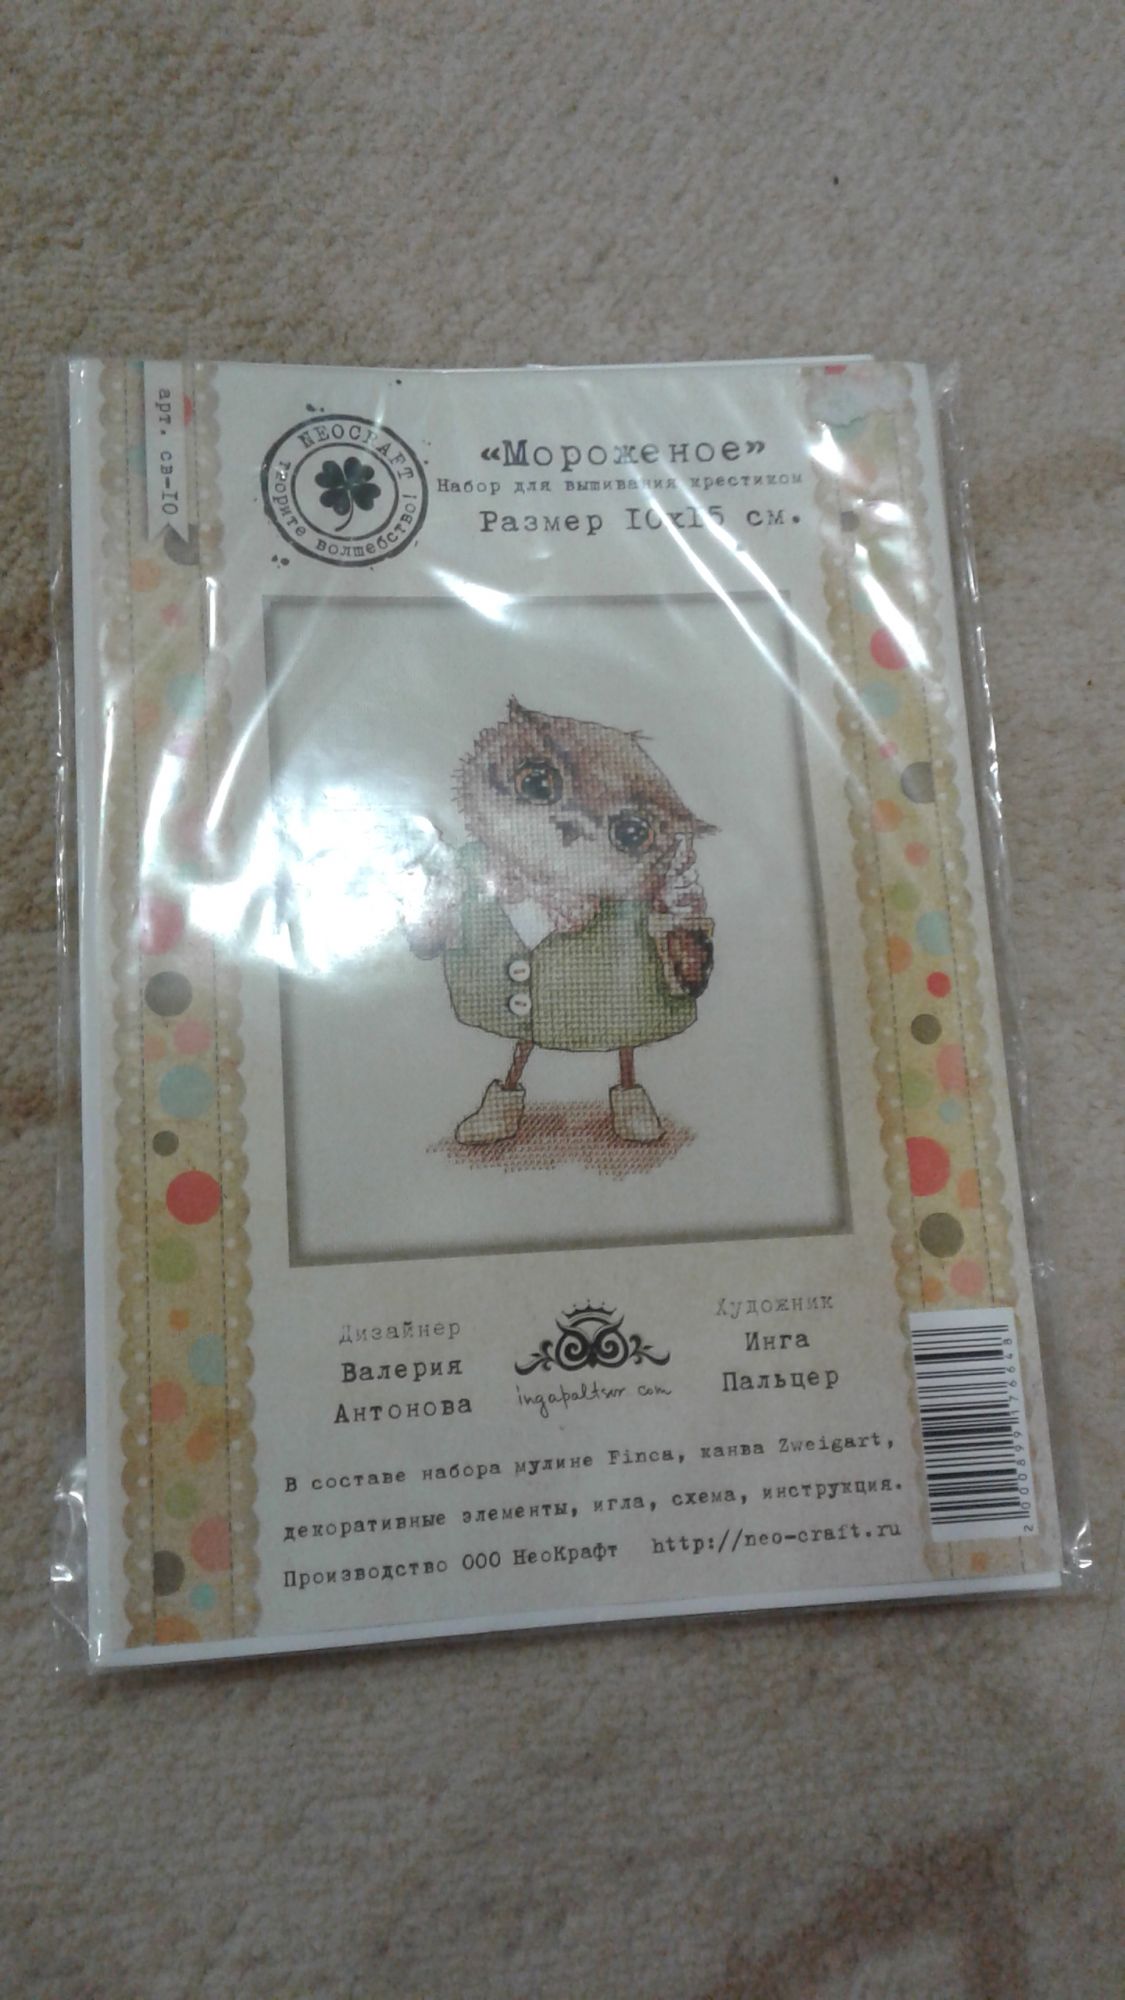 арт. св-10
NEOCRAFT
творите волшебство!
«Мороженое»
Набор для вышивания крестиком
Размер 10х15 см.
Дизайнер
Валерия
Антонова
ingapaltser.com
Художник
Инга
Пальцер
В составе набора мулине Finca, канва Zweigart,
декоративные элементы, игла, схема, инструкция.
Производство ООО НеоКрафт http://neo-craft.ru
2000899176648